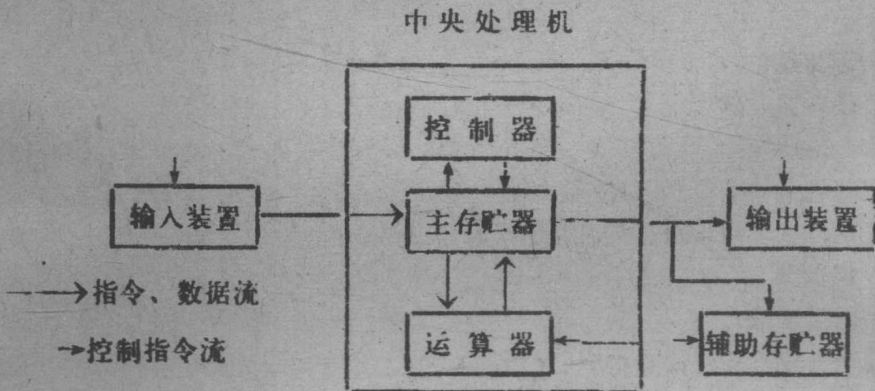 中央处理机
控制器
输入装置
主存贮器
输出装置
指令、数据流
控制指令流
运算器
辅助存贮器